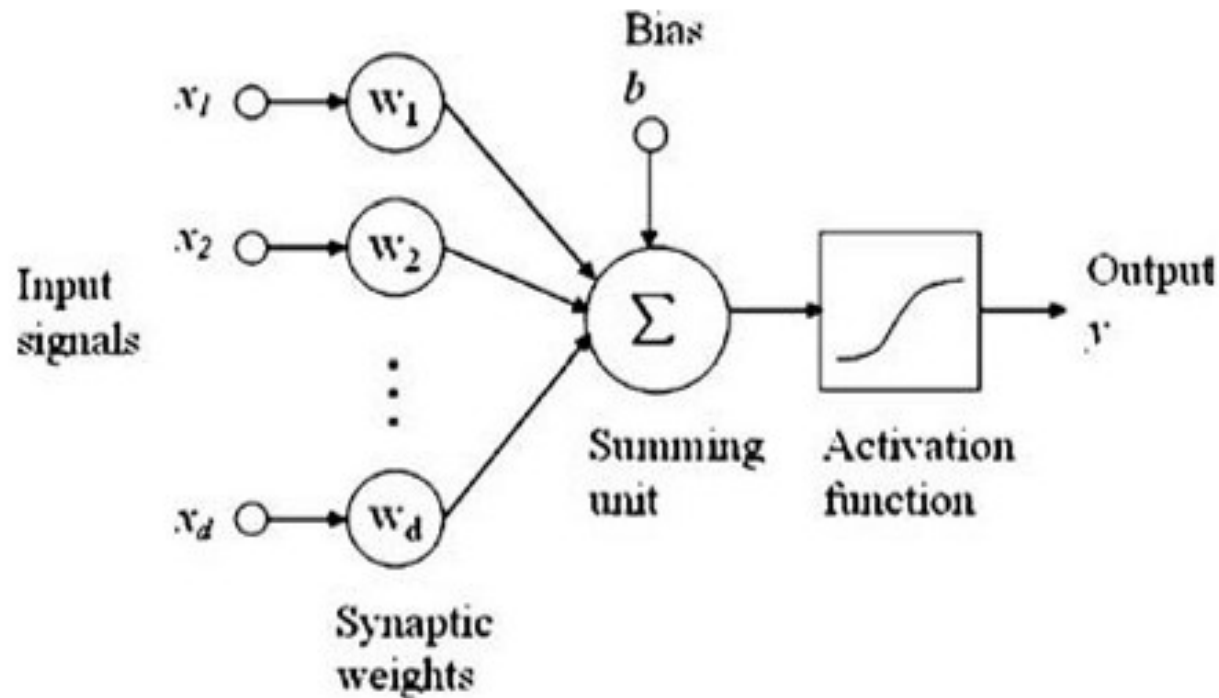 Bias
b
x1
w1
x2
w2
Input
signals
Σ
Output
y
Summing
unit
Activation
function
xd
wd
Synaptic
weights